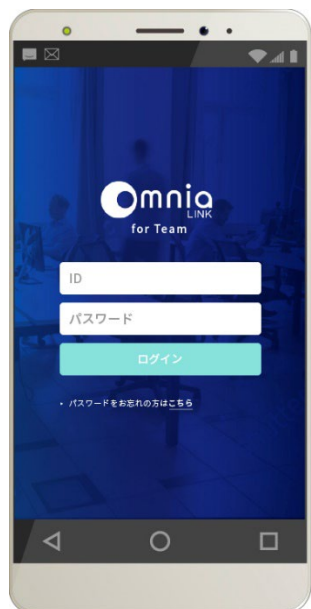 Omnia
LINK
for Team
ID
パスワード
ログイン
・ パスワードをお忘れの方はこちら